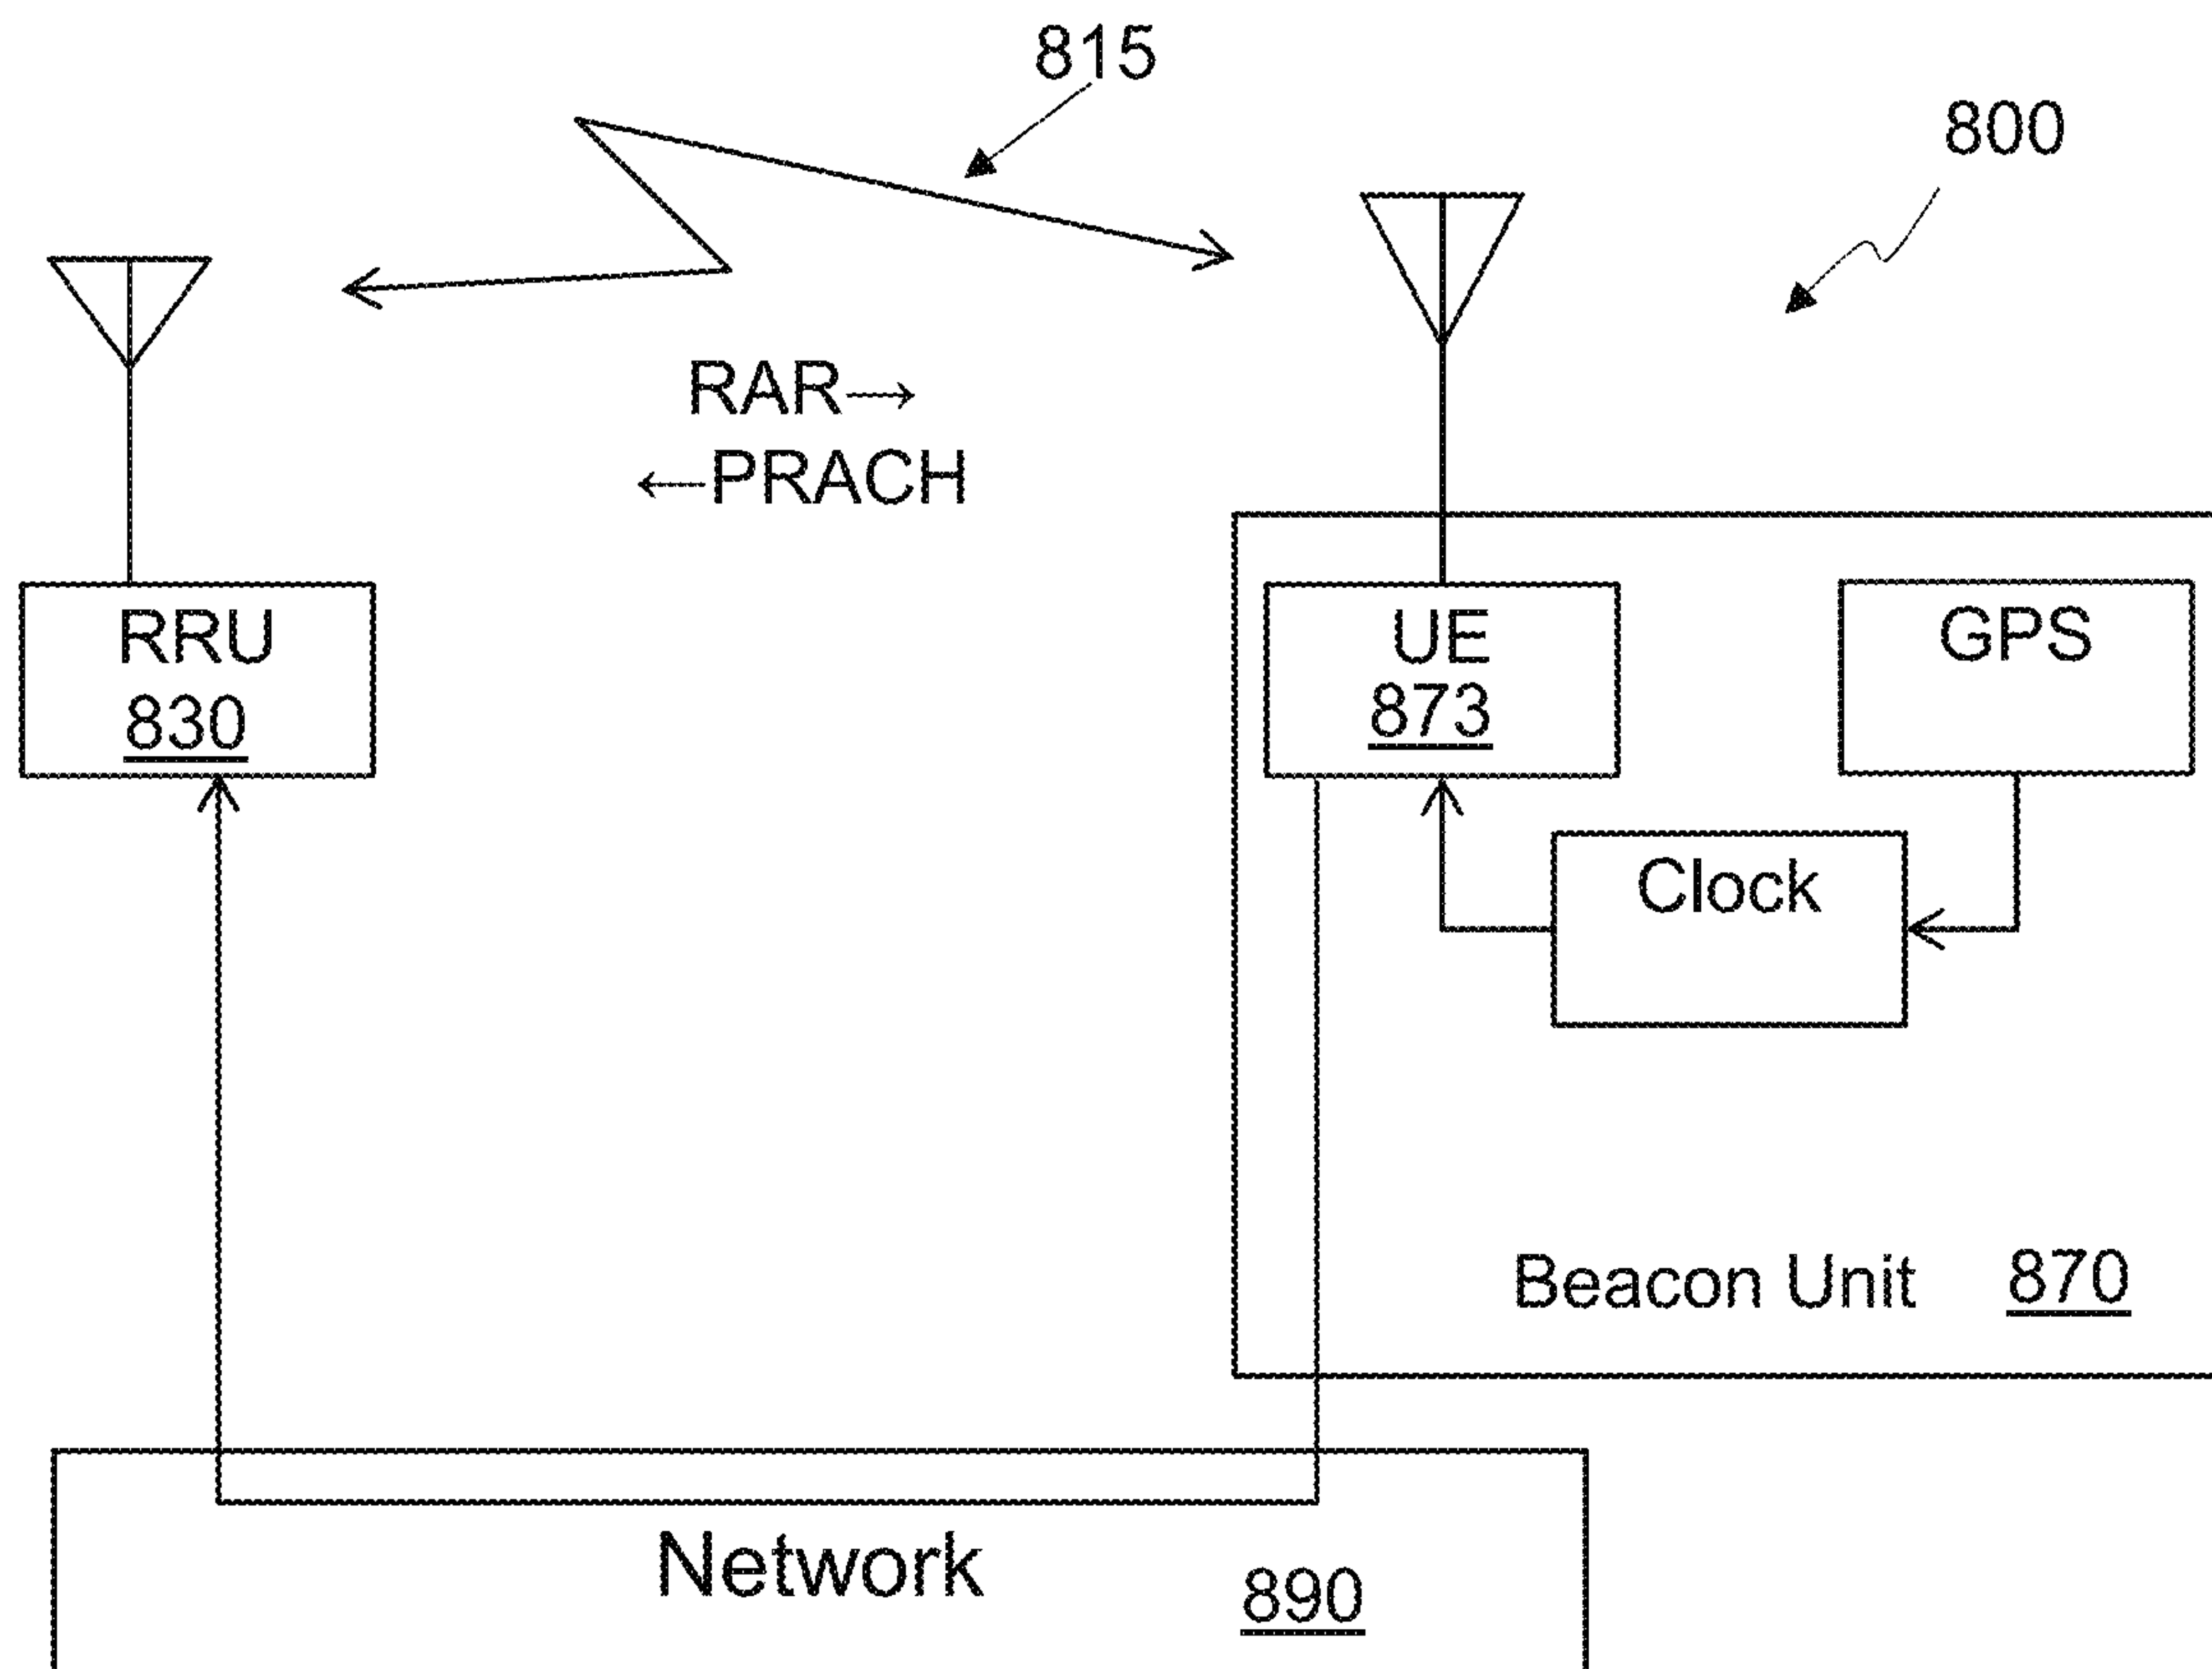 815
800
RAR→
←PRACH
RRU
830
UE
873
GPS
Clock
Beacon Unit 870
Network 890